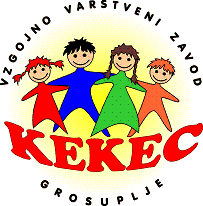 VZGOJNO VARSTVENI ZAVOD
KEKEC
GROSUPLJE